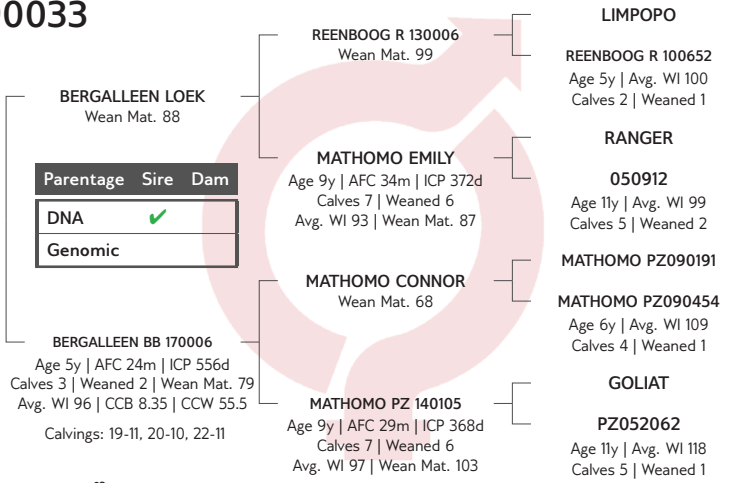 0033
BERGALLEEN LOEK
Wean Mat. 88
Parentage Sire Dam
DNA ✔
Genomic
BERGALLEEN BB 170006
Age 5y | AFC 24m | ICP 556d
Calves 3 | Weaned 2 | Wean Mat. 79
Avg. WI 96 | CCB 8.35 | CCW 55.5
Calvings: 19-11, 20-10, 22-11
REENBOOG R 130006
Wean Mat. 99
MATHOMO EMILY
Age 9y | AFC 34m | ICP 372d
Calves 7 | Weaned 6
Avg. WI 93 | Wean Mat. 87
MATHOMO CONNOR
Wean Mat. 68
MATHOMO PZ 140105
Age 9y | AFC 29m | ICP 368d
Calves 7 | Weaned 6
Avg. WI 97 | Wean Mat. 103
LIMPOPO
REENBOOG R 100652
Age 5y | Avg. WI 100
Calves 2 | Weaned 1
RANGER
050912
Age 11y | Avg. WI 99
Calves 5 | Weaned 2
MATHOMO PZ090191
MATHOMO PZ090454
Age 6y | Avg. WI 109
Calves 4 | Weaned 1
GOLIAT
PZ052062
Age 11y | Avg. WI 118
Calves 5 | Weaned 1